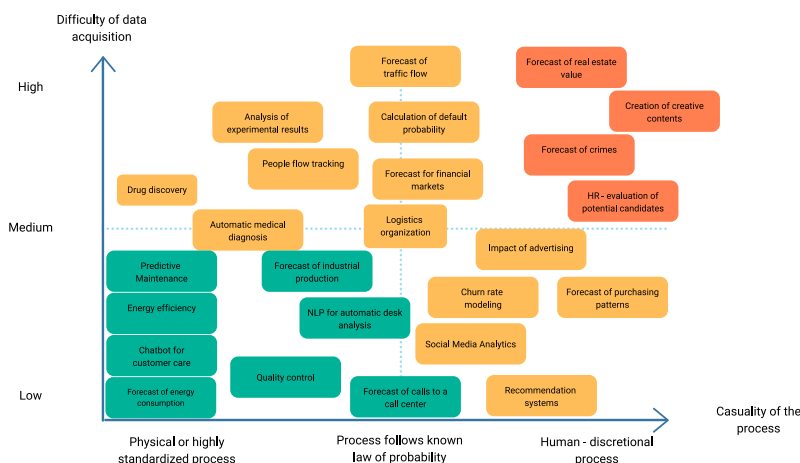 Difficulty of data
acquisition
High
Medium
Low
Forecast of
traffic flow
Forecast of real estate
value
Creation of creative
contents
Analysis of
experimental results
Calculation of default
probability
Forecast of crimes
People flow tracking
Forecast for financial
markets
Drug discovery
HR - evaluation of
potential candidates
Automatic medical
diagnosis
Logistics
organization
Impact of advertising
Predictive
Maintenance
Forecast of industrial
production
Churn rate
modeling
Forecast of purchasing
patterns
Energy efficiency
NLP for automatic desk
analysis
Social Media Analytics
Chatbot for
customer care
Quality control
Forecast of energy
consumption
Forecast of calls to a
call center
Recommendation
systems
Casuality of the
process
Physical or highly
standardized process
Process follows known
law of probability
Human - discretional
process